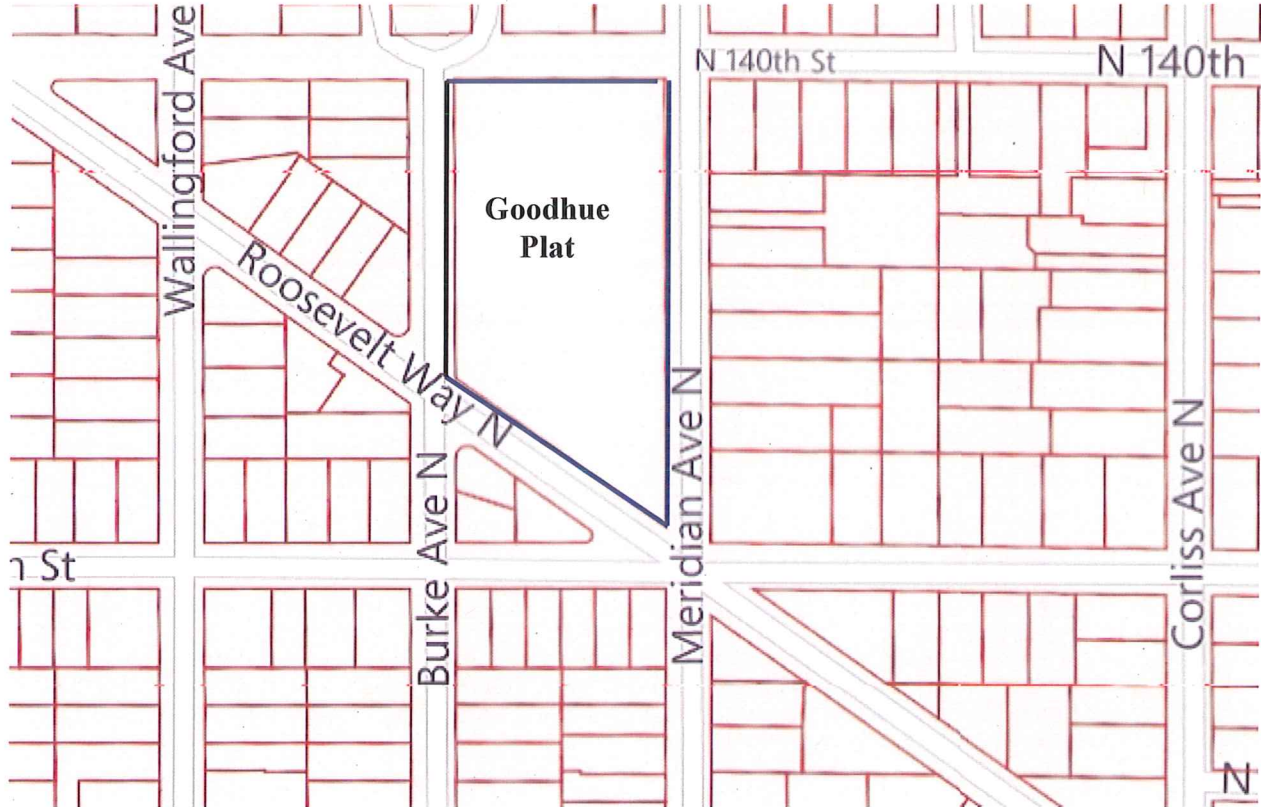 N 140th St
N 140th
Wallingford Ave
Goodhue
Plat
Roosevelt Way N
Meridian Ave N
Corliss Ave N
Burke Ave N
h St
N